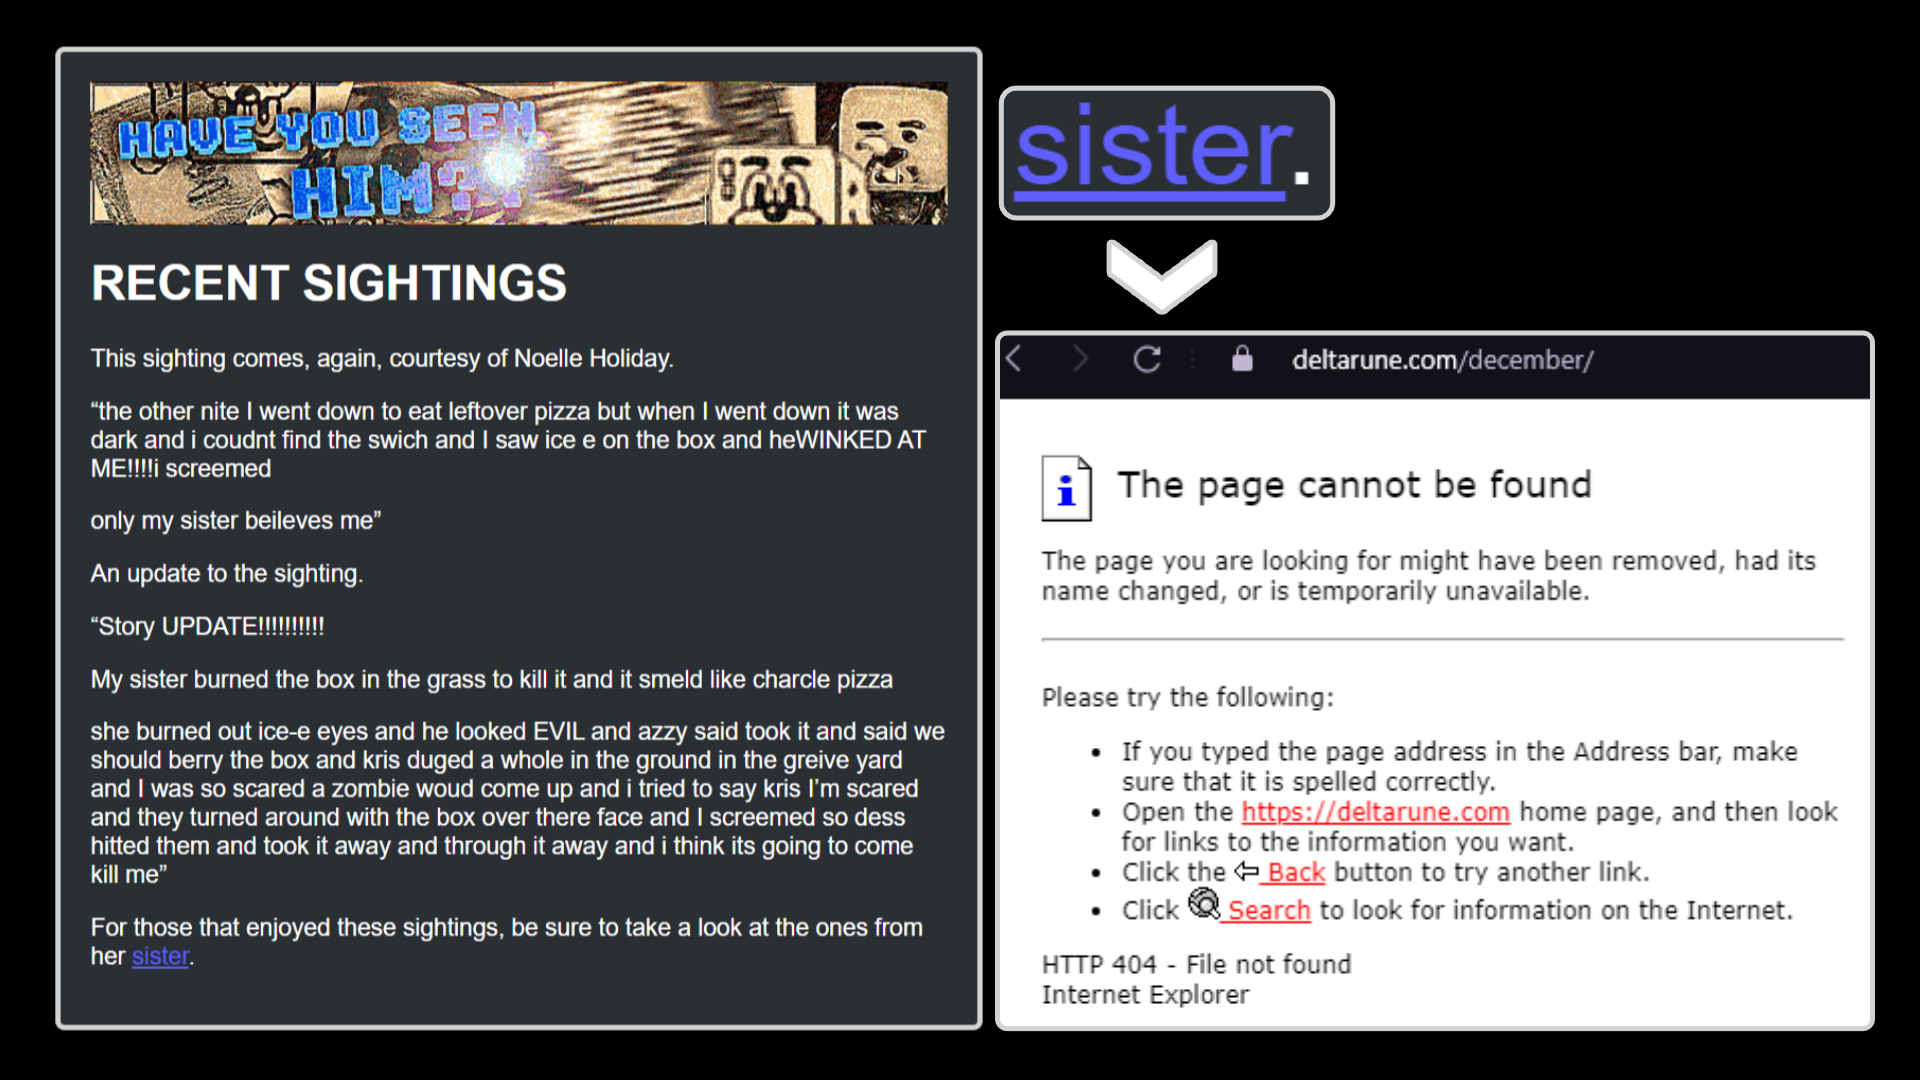 HAVE YOU SEEN
HIM?
RECENT SIGHTINGS
This sighting comes, again, courtesy of Noelle Holiday.
“the other nite I went down to eat leftover pizza but when I went down it was
dark and i coudnt find the swich and I saw ice e on the box and heWINKED AT
ME!!!!i screemed
only my sister beileves me”
An update to the sighting.
“Story UPDATE!!!!!!!!!!
My sister burned the box in the grass to kill it and it smeld like charcle pizza
she burned out ice-e eyes and he looked EVIL and azzy said took it and said we
should berry the box and kris duged a whole in the ground in the greive yard
and I was so scared a zombie woud come up and i tried to say kris I’m scared
and they turned around with the box over there face and I screemed so dess
hitted them and took it away and through it away and i think its going to come
kill me”
For those that enjoyed these sightings, be sure to take a look at the ones from
her sister.
sister.
deltarune.com/december/
The page cannot be found
The page you are looking for might have been removed, had its
name changed, or is temporarily unavailable.
Please try the following:
• If you typed the page address in the Address bar, make
sure that it is spelled correctly.
• Open the https://deltarune.com home page, and then look
for links to the information you want.
• Click the Back button to try another link.
• Click Search to look for information on the Internet.
HTTP 404 - File not found
Internet Explorer